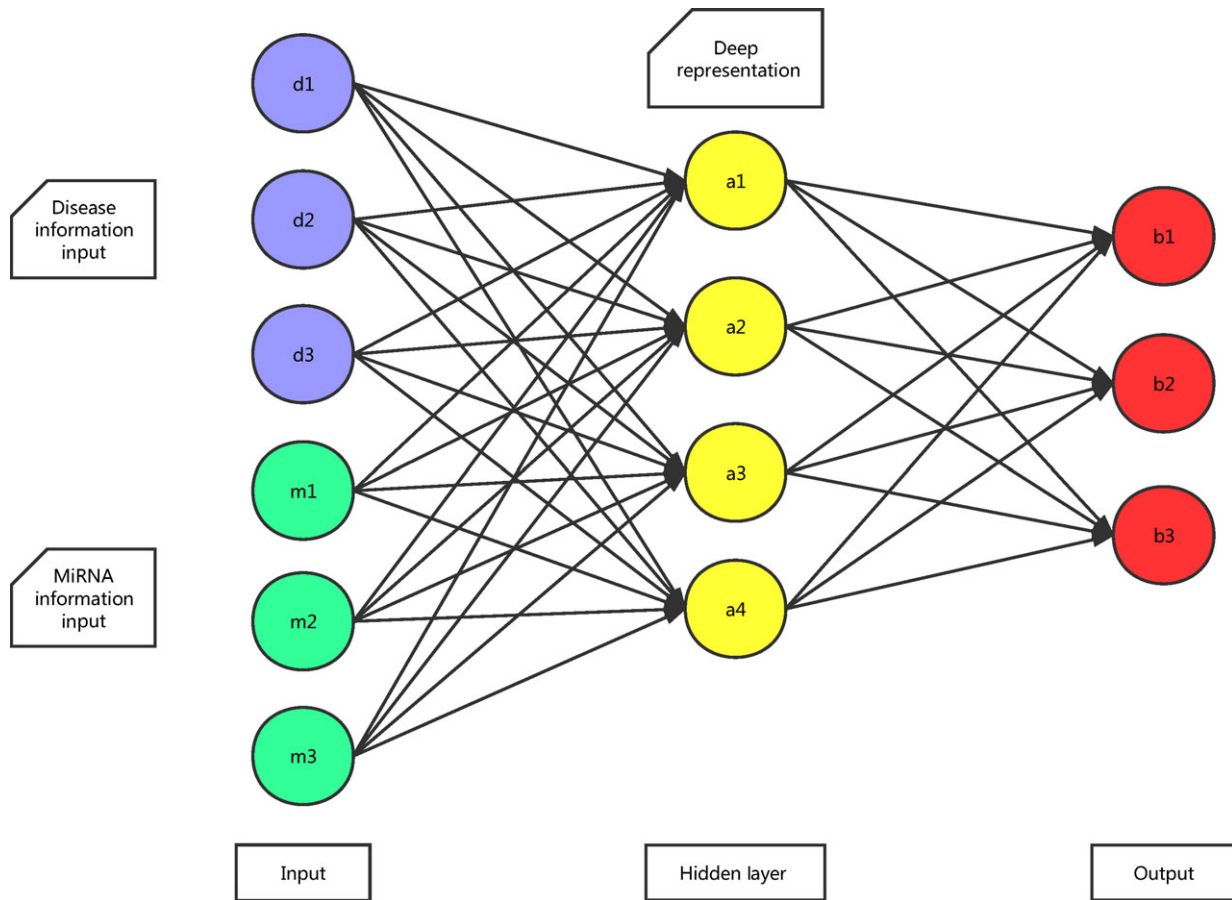 Deep
representation
d1
a1
d2
Disease
information
input
b1
a2
d3
b2
a3
m1
b3
MiRNA
information
input
a4
m2
m3
Input
Hidden layer
Output